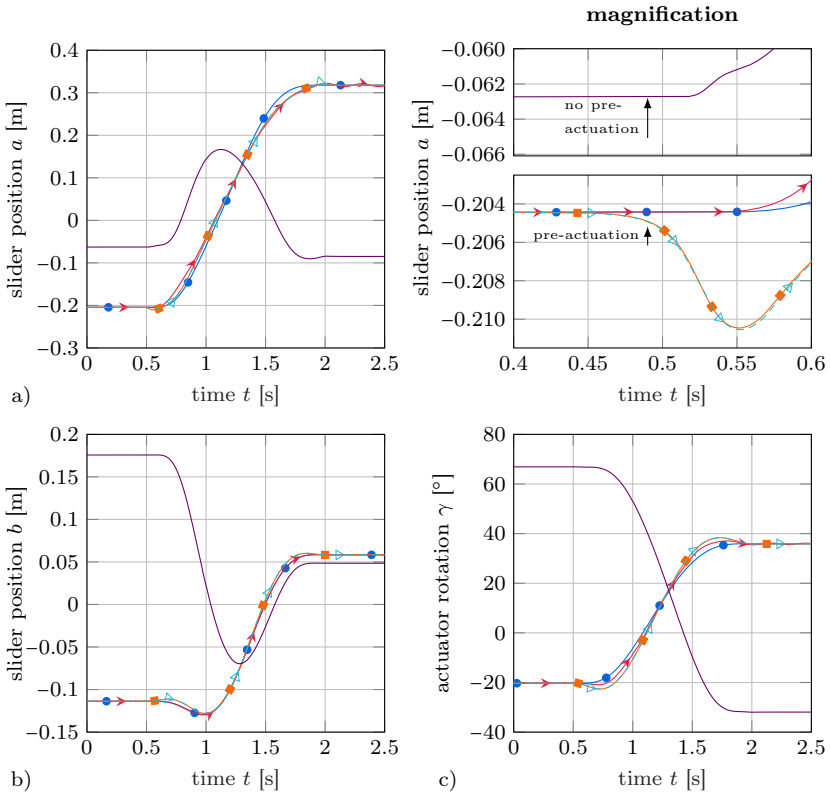 magnification
slider position a [m]
0.4
0.3
0.2
0.1
0
−0.1
−0.2
−0.3
0 0.5 1 1.5 2 2.5
time t [s]
a)
slider position a [m]
−0.060
−0.062
−0.064
−0.066
no pre-
actuation
−0.204
−0.206
−0.208
−0.210
pre-actuation
0.4 0.45 0.5 0.55 0.6
time t [s]
slider position b [m]
0.2
0.15
0.1
0.05
0
−0.05
−0.1
−0.15
0 0.5 1 1.5 2 2.5
time t [s]
b)
actuator rotation γ [°]
80
60
40
20
0
−20
−40
0 0.5 1 1.5 2 2.5
time t [s]
c)